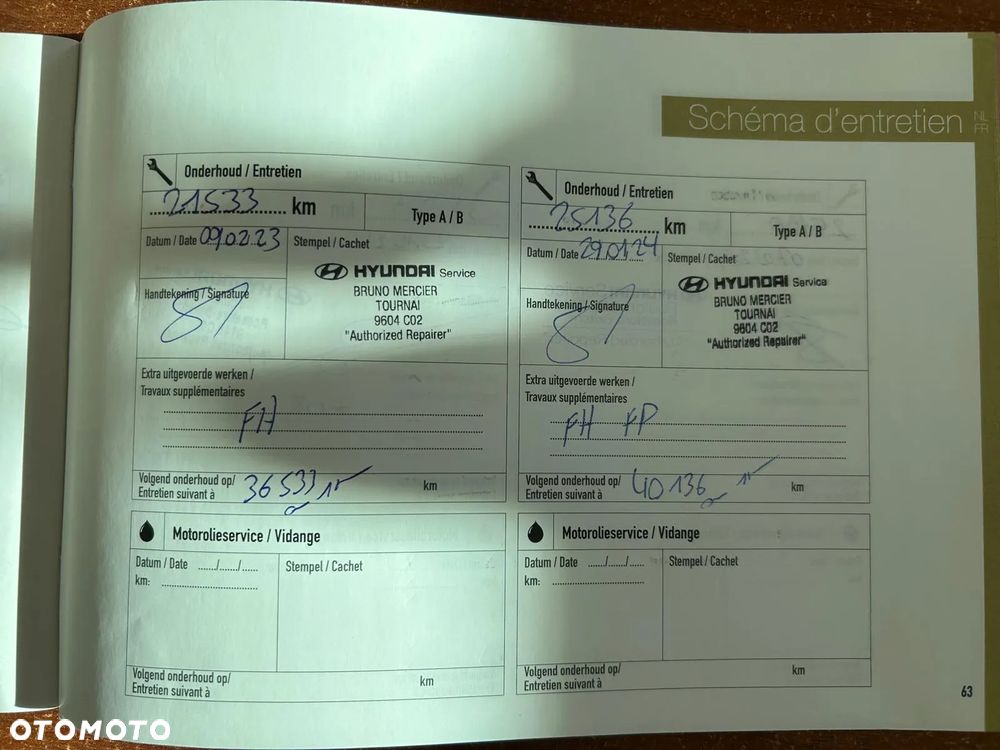 Schéma d'entretien
NL
FR
Onderhoud / Entretien
21533 km
Type A / B
Datum / Date 09.02.23
Stempel / Cachet
HYUNDAI Service
BRUNO MERCIER
TOURNAI
9604 C02
"Authorized Repairer"
Handtekening / Signature
Extra uitgevoerde werken /
Travaux supplémentaires
FH
Volgend onderhoud op/
Entretien suivant à 36533 km
Motorolieservice / Vidange
Datum / Date ...../...../.....
km:
Stempel / Cachet
Volgend onderhoud op/
Entretien suivant à
km
Onderhoud / Entretien
25136 km
Type A / B
Datum / Date 29.01.24
Stempel / Cachet
HYUNDAI Service
BRUNO MERCIER
TOURNAI
9604 C02
"Authorized Repairer"
Handtekening / Signature
Extra uitgevoerde werken /
Travaux supplémentaires
FH FP
Volgend onderhoud op/
Entretien suivant à 40136 km
Motorolieservice / Vidange
Datum / Date ...../...../.....
km:
Stempel / Cachet
Volgend onderhoud op/
Entretien suivant à
km
63
OTOMOTO